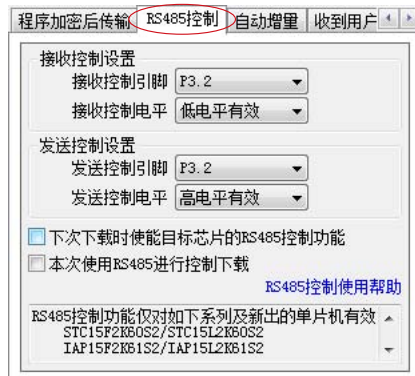 程序加密后传输 RS485控制 自动增量 收到用户
接收控制设置
接收控制引脚 P3.2
接收控制电平 低电平有效
发送控制设置
发送控制引脚 P3.2
发送控制电平 高电平有效
下次下载时使能目标芯片的RS485控制功能
本次使用RS485进行控制下载
RS485控制使用帮助
RS485控制功能仅对如下系列及新出的单片机有效
STC15F2K60S2/STC15L2K60S2
IAP15F2K61S2/IAP15L2K61S2